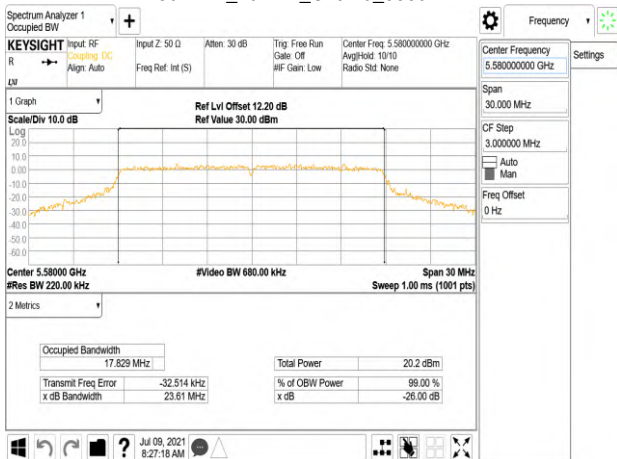 Spectrum Analyzer 1
Occupied BW
Frequency
KEYSIGHT
R
Input: RF
Coupling: DC
Align: Auto
Input Z: 50 Ω
Freq Ref: Int (S)
Atten: 30 dB
Trig: Free Run
Gate: Off
#IF Gain: Low
Center Freq: 5.580000000 GHz
Avg|Hold: 10/10
Radio Std: None
Center Frequency
5.580000000 GHz
Settings
Span
30.000 MHz
CF Step
3.000000 MHz
Auto
Man
Freq Offset
0 Hz
1 Graph
Scale/Div 10.0 dB
Ref Lvl Offset 12.20 dB
Ref Value 30.00 dBm
Log
20.0
10.0
0.00
-10.0
-20.0
-30.0
-40.0
-50.0
-60.0
Center 5.58000 GHz
#Res BW 220.00 kHz
#Video BW 680.00 kHz
Span 30 MHz
Sweep 1.00 ms (1001 pts)
2 Metrics
Occupied Bandwidth
17.829 MHz
Total Power 20.2 dBm
Transmit Freq Error -32.514 kHz
% of OBW Power 99.00 %
x dB Bandwidth 23.61 MHz
x dB -26.00 dB
?
Jul 09, 2021
8:27:18 AM